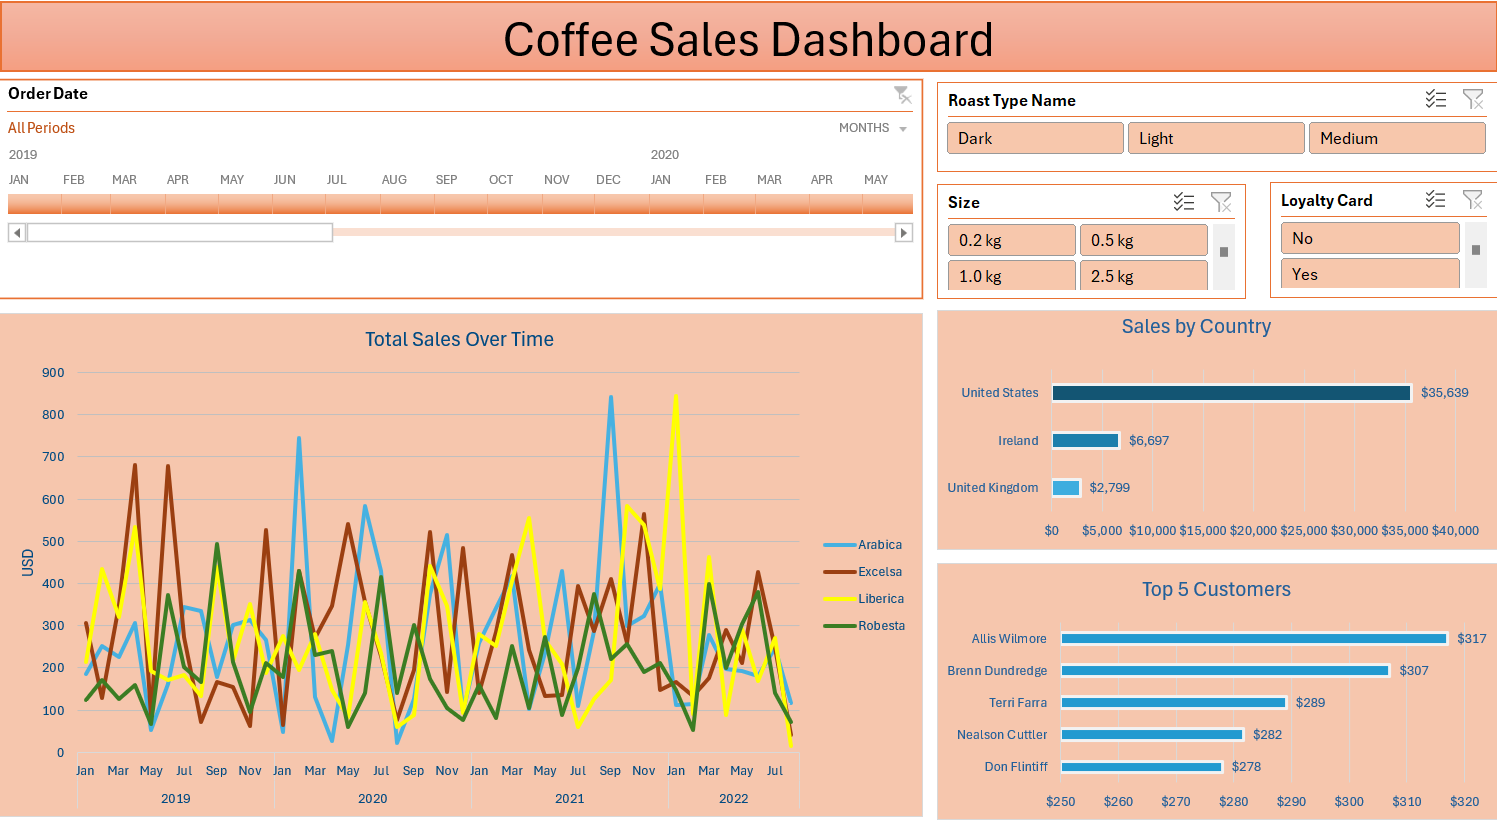 Coffee Sales Dashboard
Order Date
All Periods
MONTHS
2019 2020
JAN FEB MAR APR MAY JUN JUL AUG SEP OCT NOV DEC JAN FEB MAR APR MAY
Roast Type Name
Dark Light Medium
Size
0.2 kg 0.5 kg
1.0 kg 2.5 kg
Loyalty Card
No
Yes
Total Sales Over Time
900
800
700
600
500
400
300
200
100
0
USD
Jan Mar May Jul Sep Nov Jan Mar May Jul Sep Nov Jan Mar May Jul Sep Nov Jan Mar May Jul
2019 2020 2021 2022
Arabica
Excelsa
Liberica
Robesta
Sales by Country
United States $35,639
Ireland $6,697
United Kingdom $2,799
$0 $5,000 $10,000 $15,000 $20,000 $25,000 $30,000 $35,000 $40,000
Top 5 Customers
Allis Wilmore $317
Brenn Dundredge $307
Terri Farra $289
Nealson Cuttler $282
Don Flintiff $278
$250 $260 $270 $280 $290 $300 $310 $320